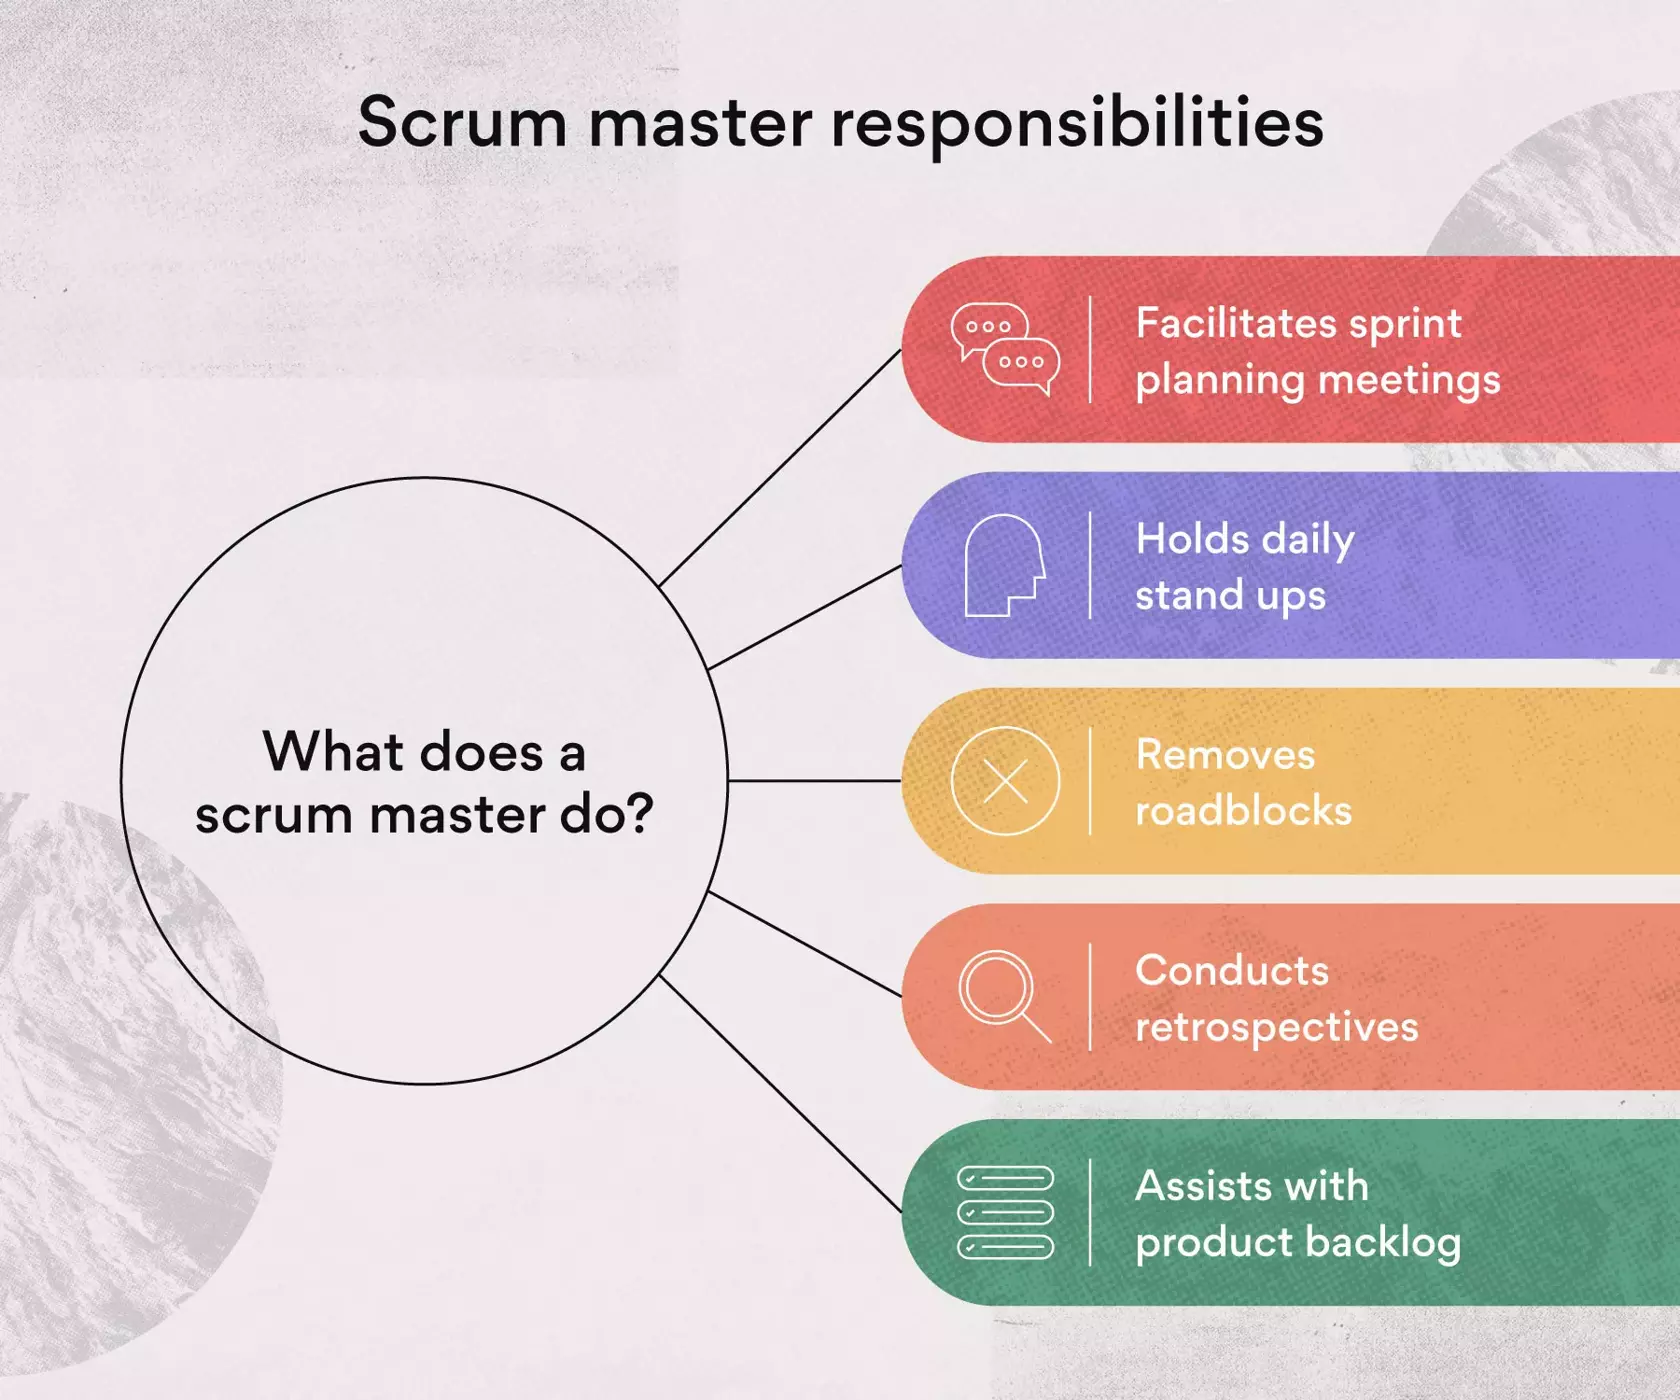 Scrum master responsibilities
What does a
scrum master do?
Facilitates sprint
planning meetings
Holds daily
stand ups
Removes
roadblocks
Conducts
retrospectives
Assists with
product backlog